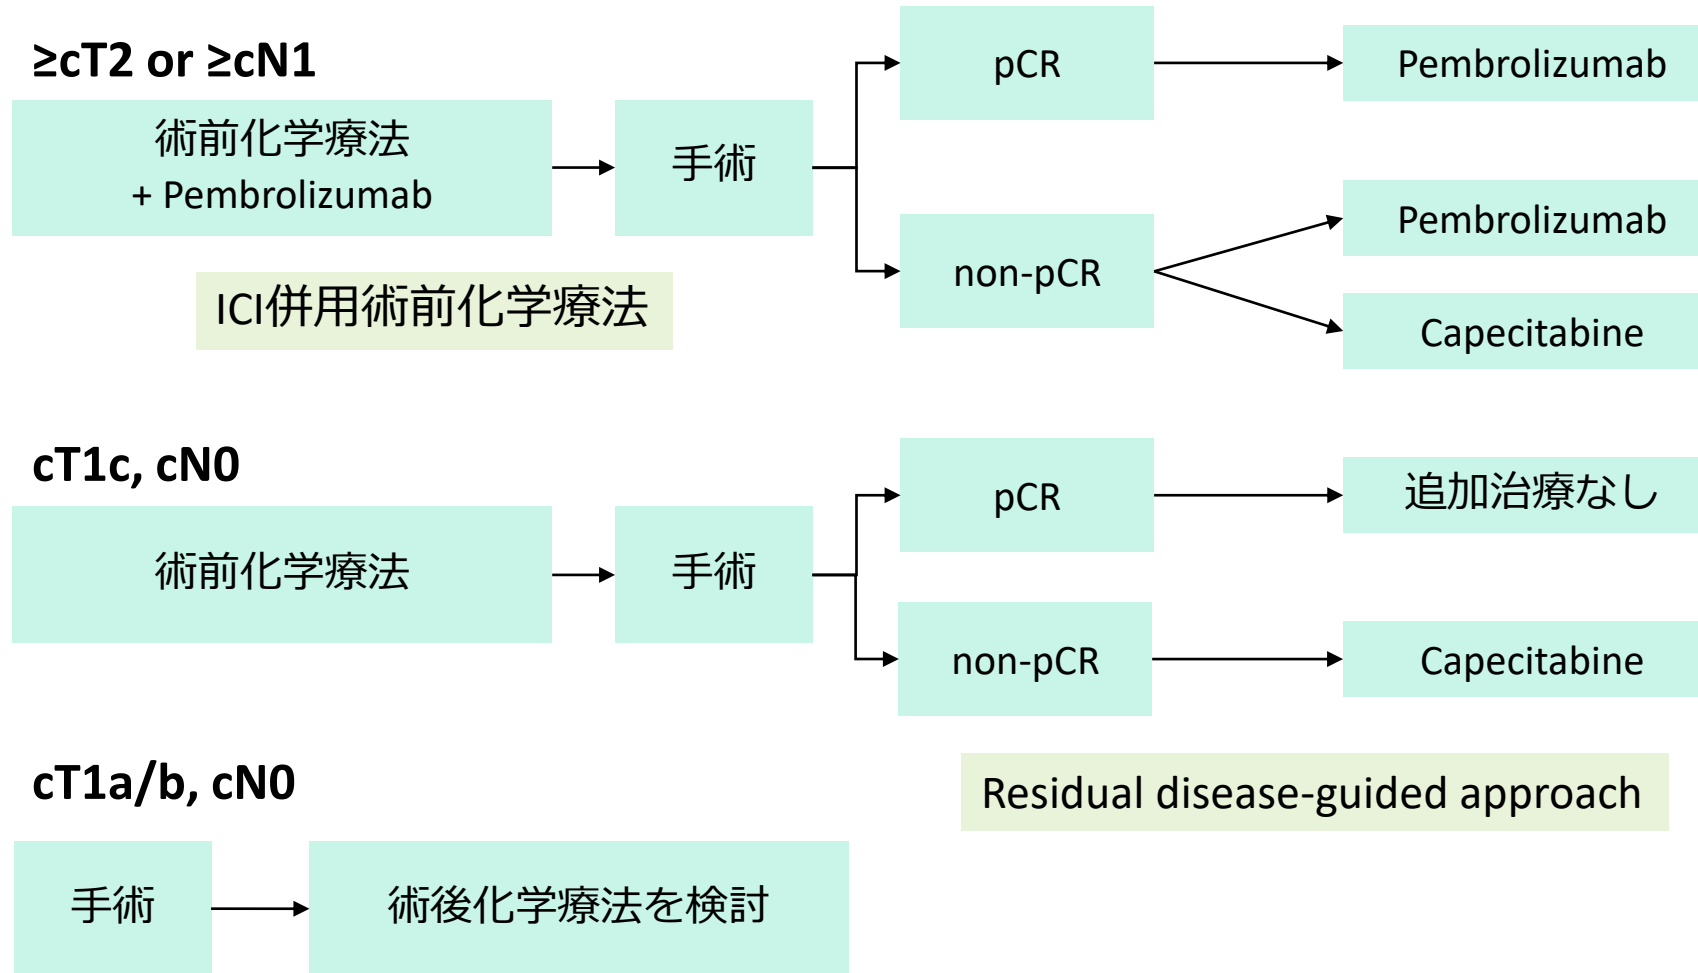 ≥cT2 or ≥cN1
術前化学療法
+ Pembrolizumab
手術
pCR
Pembrolizumab
non-pCR
Pembrolizumab
Capecitabine
ICI併用術前化学療法
cT1c, cN0
術前化学療法
手術
pCR
追加治療なし
non-pCR
Capecitabine
Residual disease-guided approach
cT1a/b, cN0
手術
術後化学療法を検討